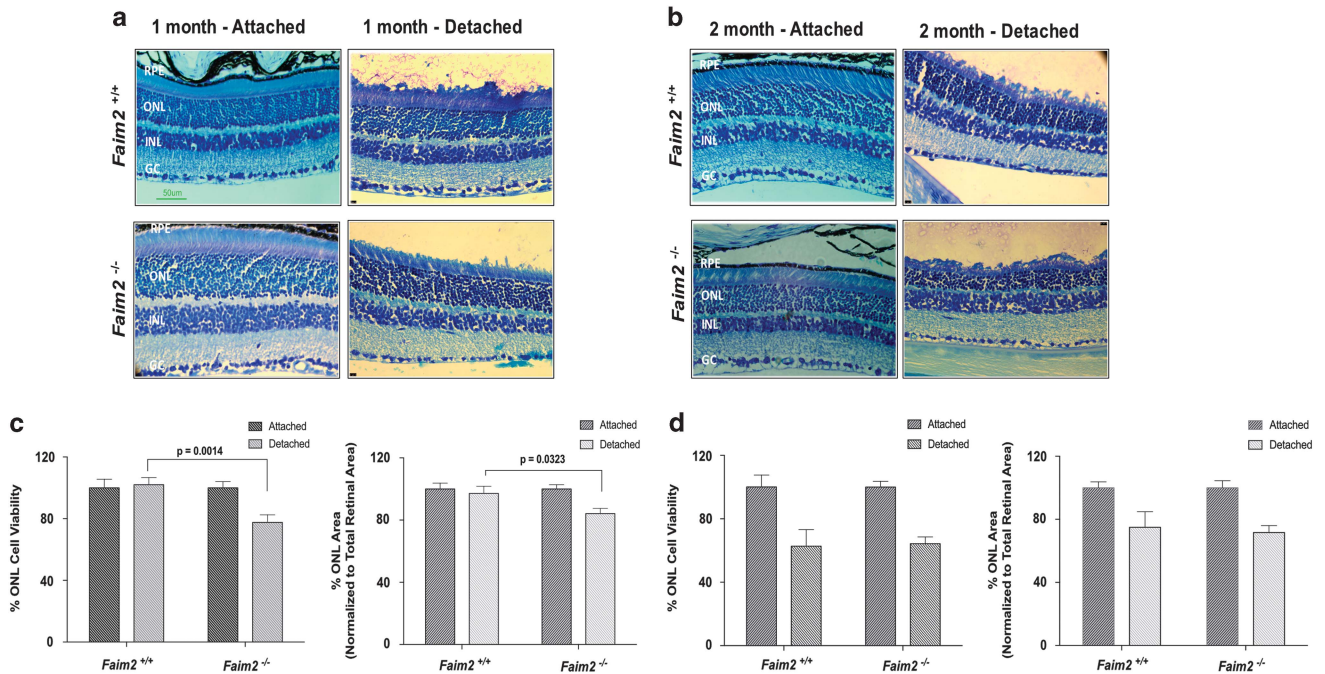 a
1 month - Attached
1 month - Detached
Faim2 +/+
RPE
ONL
INL
GC
50um
Faim2 -/-
RPE
ONL
INL
GC
b
2 month - Attached
2 month - Detached
Faim2 +/+
RPE
ONL
INL
GC
Faim2 -/-
RPE
ONL
INL
GC
c
Attached
Detached
p = 0.0014
% ONL Cell Viability
120
80
40
0
Faim2 +/+
Faim2 -/-
Attached
Detached
p = 0.0323
% ONL Area
(Normalized to Total Retinal Area)
120
80
40
0
Faim2 +/+
Faim2 -/-
d
Attached
Detached
% ONL Cell Viability
120
80
40
0
Faim2 +/+
Faim2 -/-
Attached
Detached
% ONL Area
(Normalized to Total Retinal Area)
120
80
40
0
Faim2 +/+
Faim2 -/-